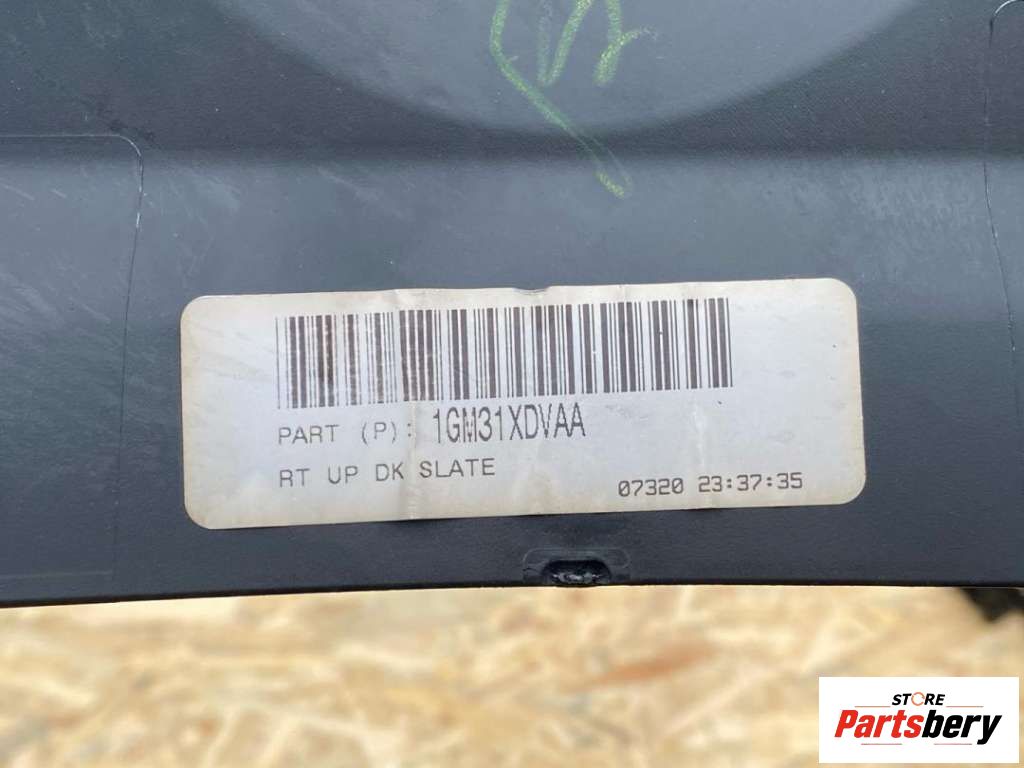 PART (P): 1GM31XDVAA
RT UP DK SLATE
07320 23:37:35
STORE
Partsbery